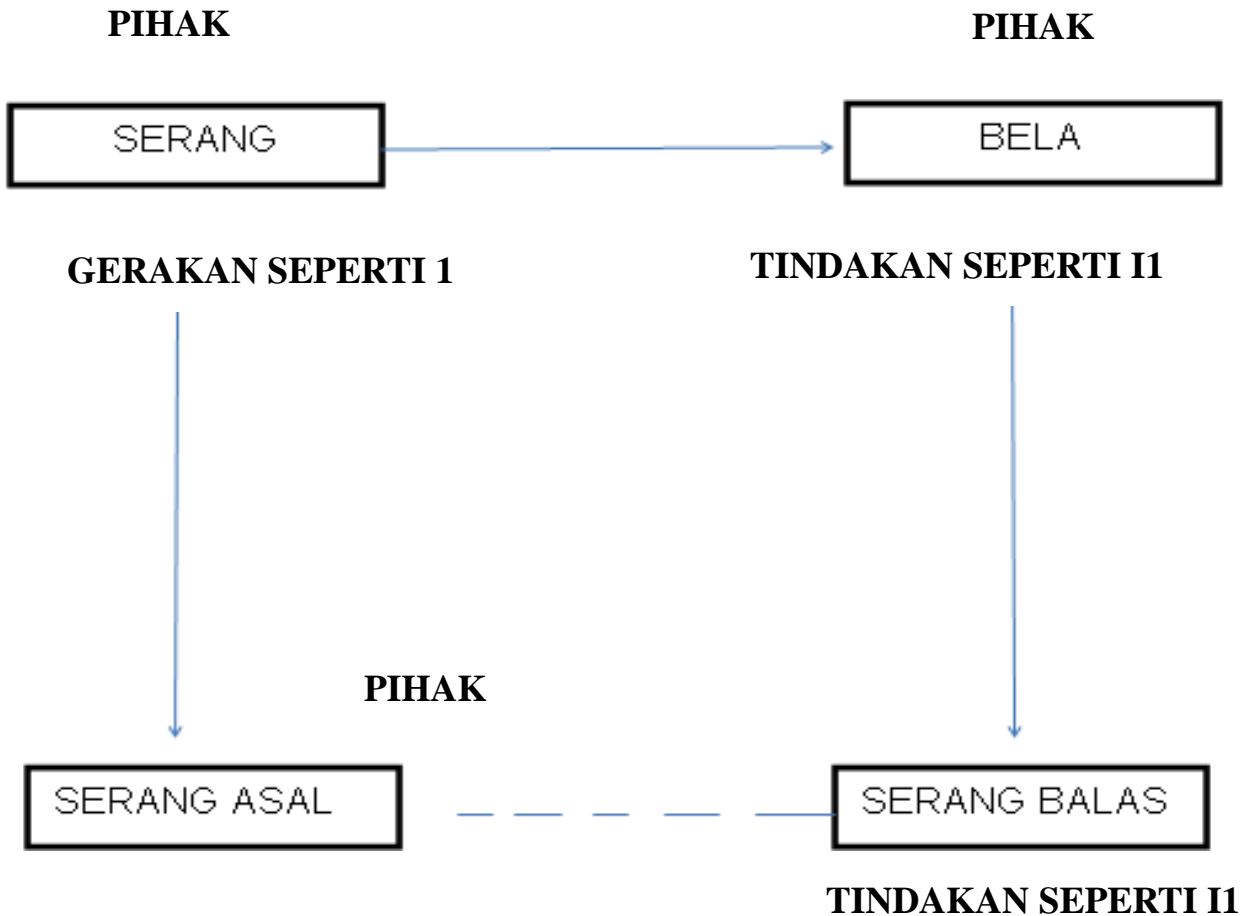 PIHAK
PIHAK
SERANG
BELA
GERAKAN SEPERTI 1
TINDAKAN SEPERTI I1
PIHAK
SERANG ASAL
SERANG BALAS
TINDAKAN SEPERTI I1